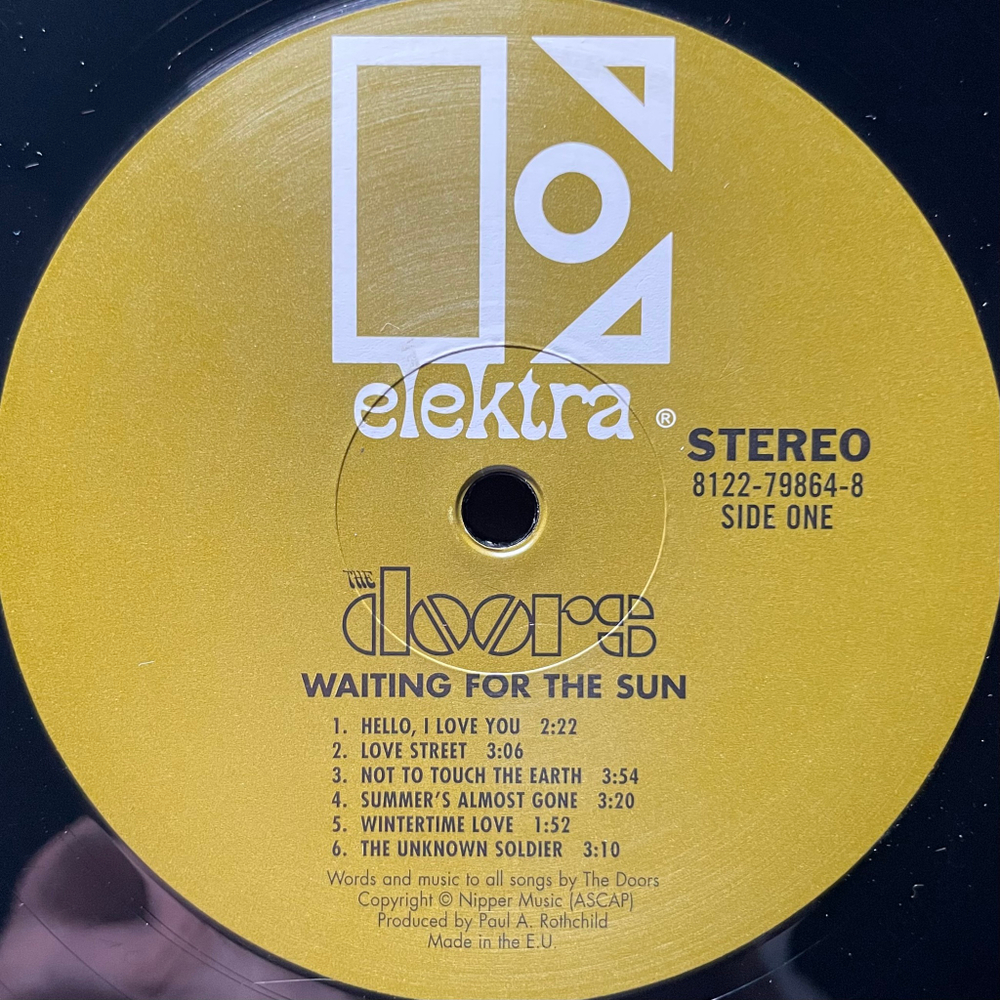 elektra ®
STEREO
8122-79864-8
SIDE ONE
THE
doors
WAITING FOR THE SUN
1. HELLO, I LOVE YOU 2:22
2. LOVE STREET 3:06
3. NOT TO TOUCH THE EARTH 3:54
4. SUMMER'S ALMOST GONE 3:20
5. WINTERTIME LOVE 1:52
6. THE UNKNOWN SOLDIER 3:10
Words and music to all songs by The Doors
Copyright © Nipper Music (ASCAP)
Produced by Paul A. Rothchild
Made in the E.U.